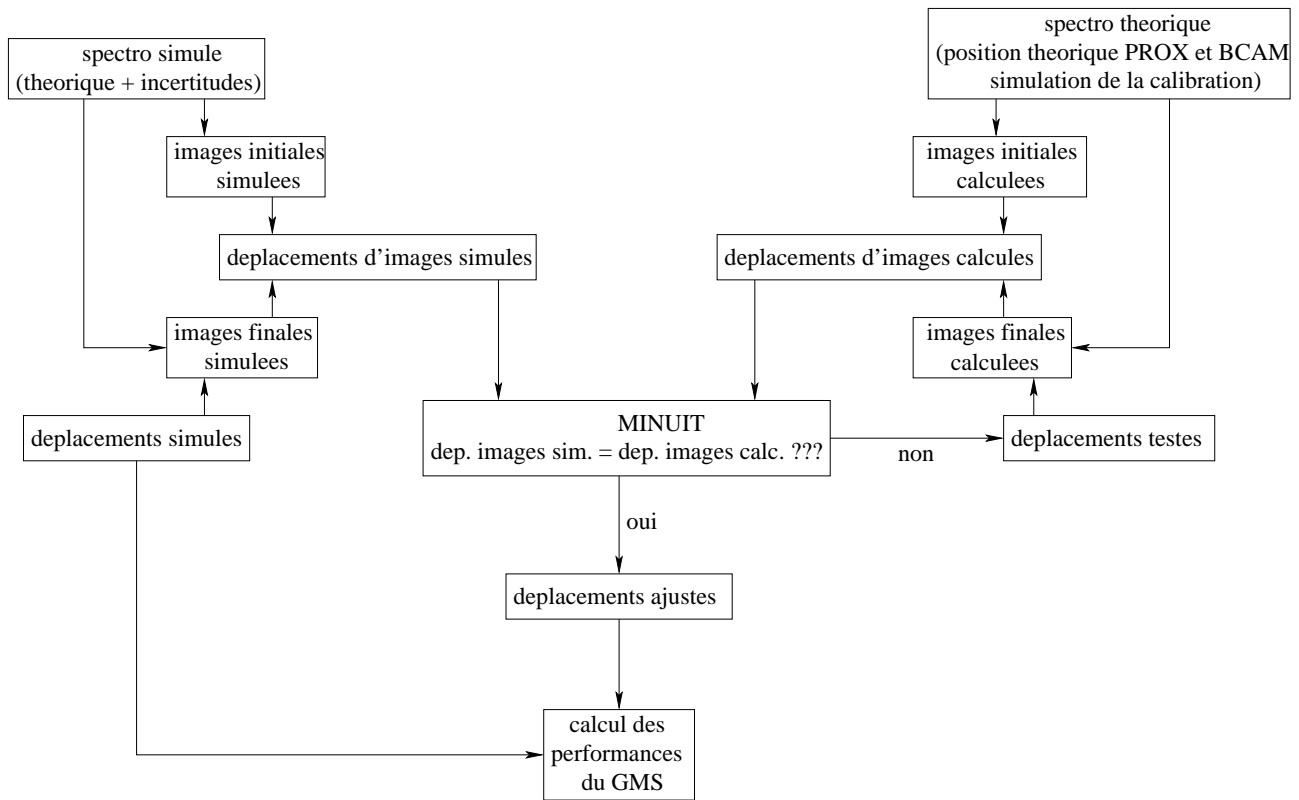 spectro simule
(theorique + incertitudes)
spectro theorique
(position theorique PROX et BCAM
simulation de la calibration)
images initiales
simulees
images initiales
calculees
deplacements d'images simules
deplacements d'images calcules
images finales
simulees
images finales
calculees
deplacements simules
MINUIT
dep. images sim. = dep. images calc. ???
non
deplacements testes
oui
deplacements ajustes
calcul des
performances
du GMS